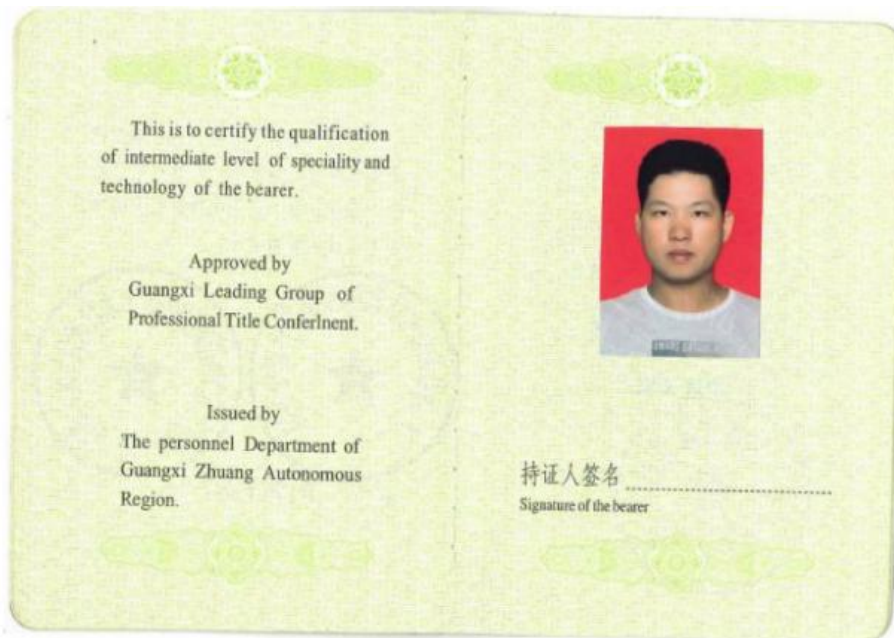 This is to certify the qualification
of intermediate level of speciality and
technology of the bearer.
Approved by
Guangxi Leading Group of
Professional Title Conferlnent.
Issued by
The personnel Department of
Guangxi Zhuang Autonomous
Region.
持证人签名
Signature of the bearer